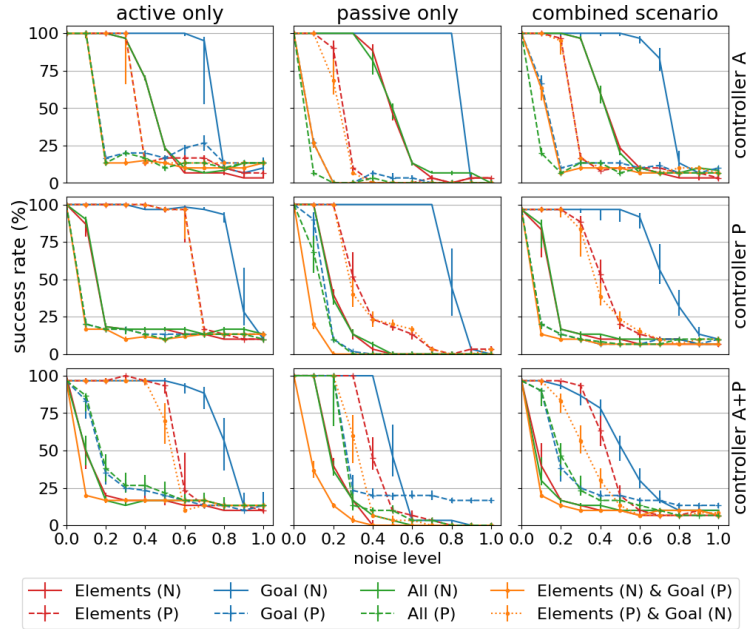 active only passive only combined scenario
100
75
50
25
0
controller A
100
75
50
25
0
success rate (%)
controller P
100
75
50
25
0
controller A+P
0.0 0.2 0.4 0.6 0.8 1.0 0.0 0.2 0.4 0.6 0.8 1.0 0.0 0.2 0.4 0.6 0.8 1.0
noise level
Elements (N) Goal (N) All (N) Elements (N) & Goal (P)
Elements (P) Goal (P) All (P) Elements (P) & Goal (N)